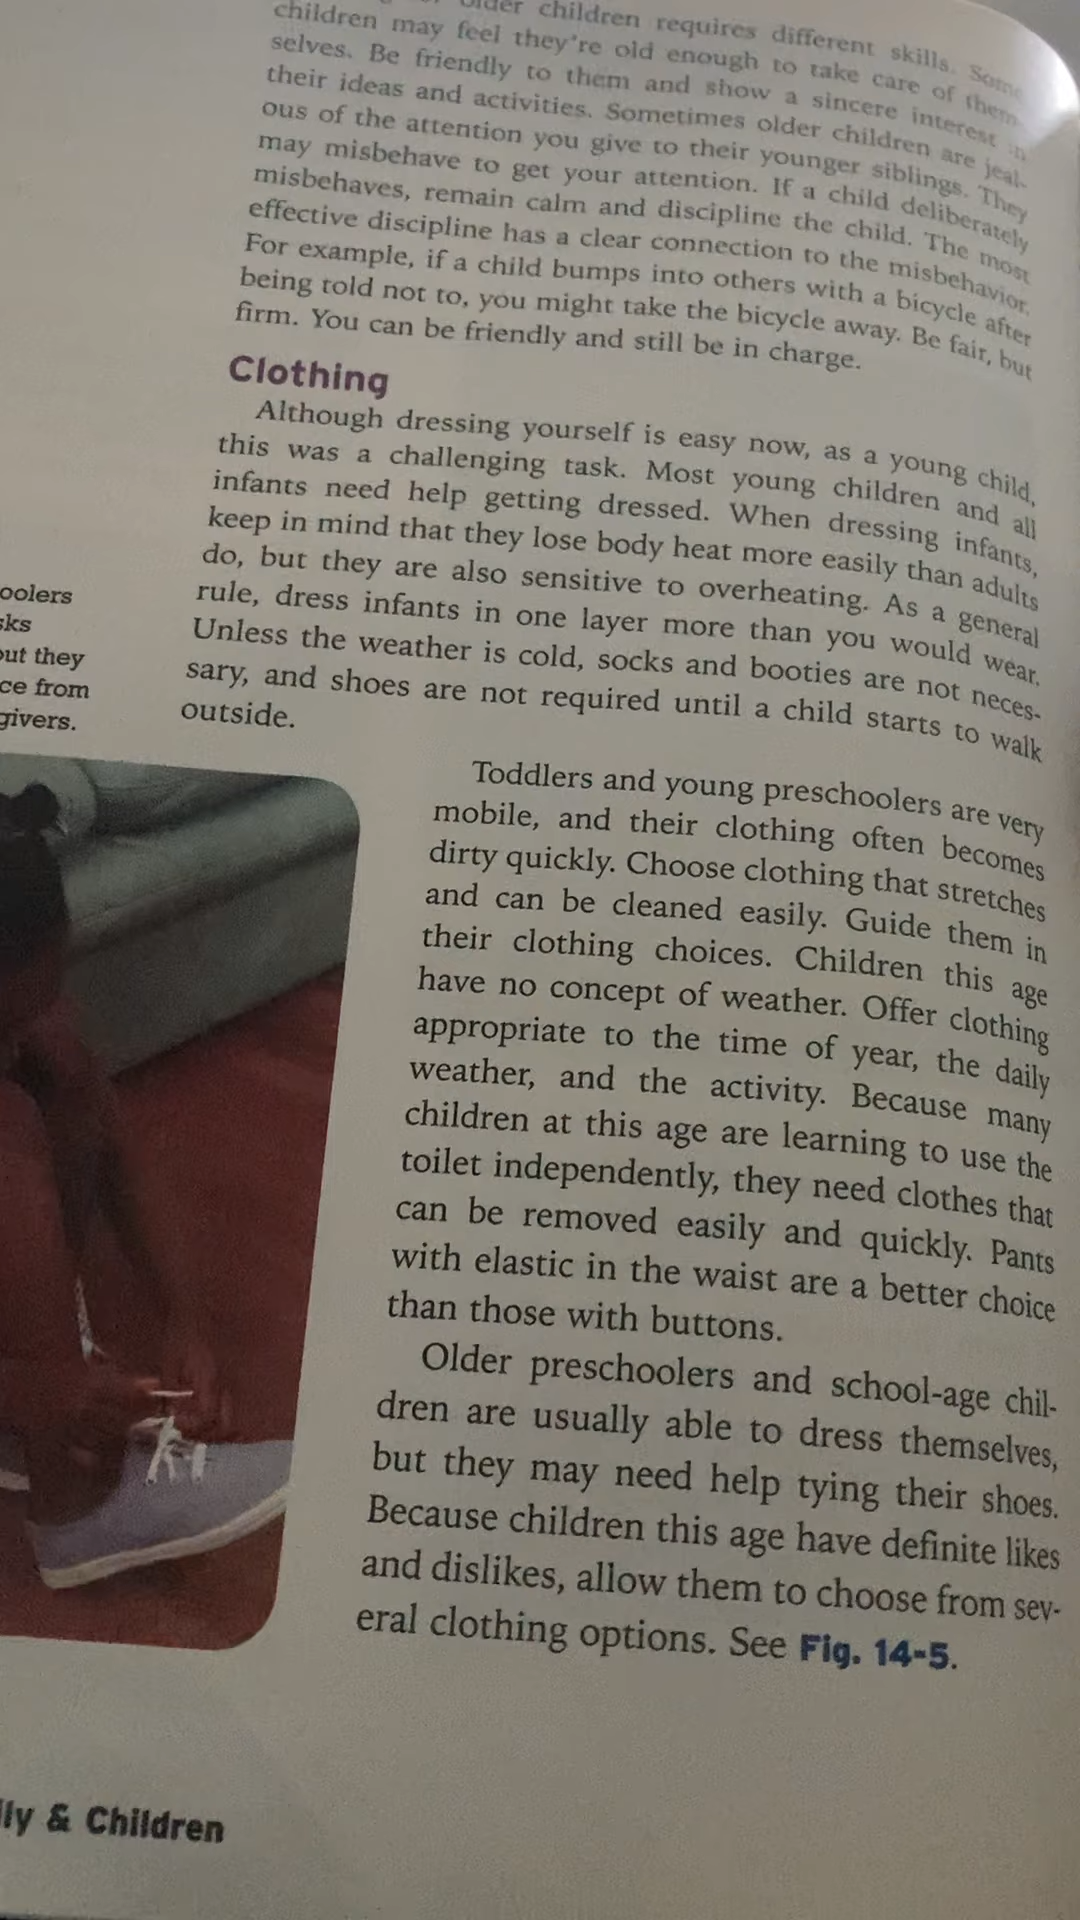 older children requires different skills. Some
children may feel they're old enough to take care of them-
selves. Be friendly to them and show a sincere interest in
their ideas and activities. Sometimes older children are jeal-
ous of the attention you give to their younger siblings. They
may misbehave to get your attention. If a child deliberately
misbehaves, remain calm and discipline the child. The most
effective discipline has a clear connection to the misbehavior.
For example, if a child bumps into others with a bicycle after
being told not to, you might take the bicycle away. Be fair, but
firm. You can be friendly and still be in charge.
Clothing
Although dressing yourself is easy now, as a young child,
this was a challenging task. Most young children and all
infants need help getting dressed. When dressing infants,
keep in mind that they lose body heat more easily than adults
do, but they are also sensitive to overheating. As a general
rule, dress infants in one layer more than you would wear.
Unless the weather is cold, socks and booties are not neces-
sary, and shoes are not required until a child starts to walk
outside.
oolers
sks
out they
ce from
givers.
Toddlers and young preschoolers are very
mobile, and their clothing often becomes
dirty quickly. Choose clothing that stretches
and can be cleaned easily. Guide them in
their clothing choices. Children this age
have no concept of weather. Offer clothing
appropriate to the time of year, the daily
weather, and the activity. Because many
children at this age are learning to use the
toilet independently, they need clothes that
can be removed easily and quickly. Pants
with elastic in the waist are a better choice
than those with buttons.
Older preschoolers and school-age chil-
dren are usually able to dress themselves,
but they may need help tying their shoes.
Because children this age have definite likes
and dislikes, allow them to choose from sev-
eral clothing options. See Fig. 14-5.
ily & Children